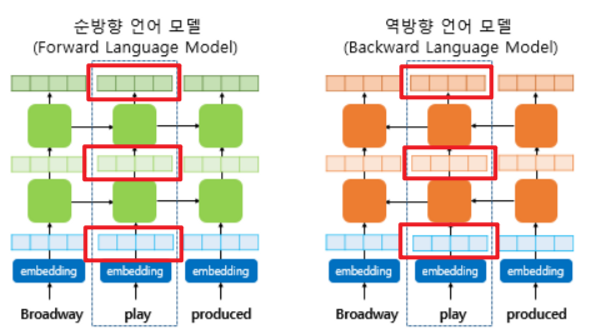 순방향 언어 모델
(Forward Language Model)
embedding embedding embedding
Broadway play produced
역방향 언어 모델
(Backward Language Model)
embedding embedding embedding
Broadway play produced